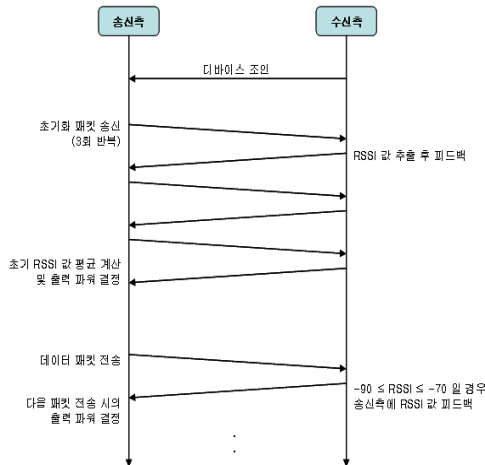 송신측
수신측
디바이스 조인
초기화 패킷 송신
(3회 반복)
RSSI 값 추출 후 피드백
초기 RSSI 값 평균 계산
및 출력 파워 결정
데이터 패킷 전송
-90 ≤ RSSI ≤ -70 일 경우
송신측에 RSSI 값 피드백
다음 패킷 전송 시의
출력 파워 결정